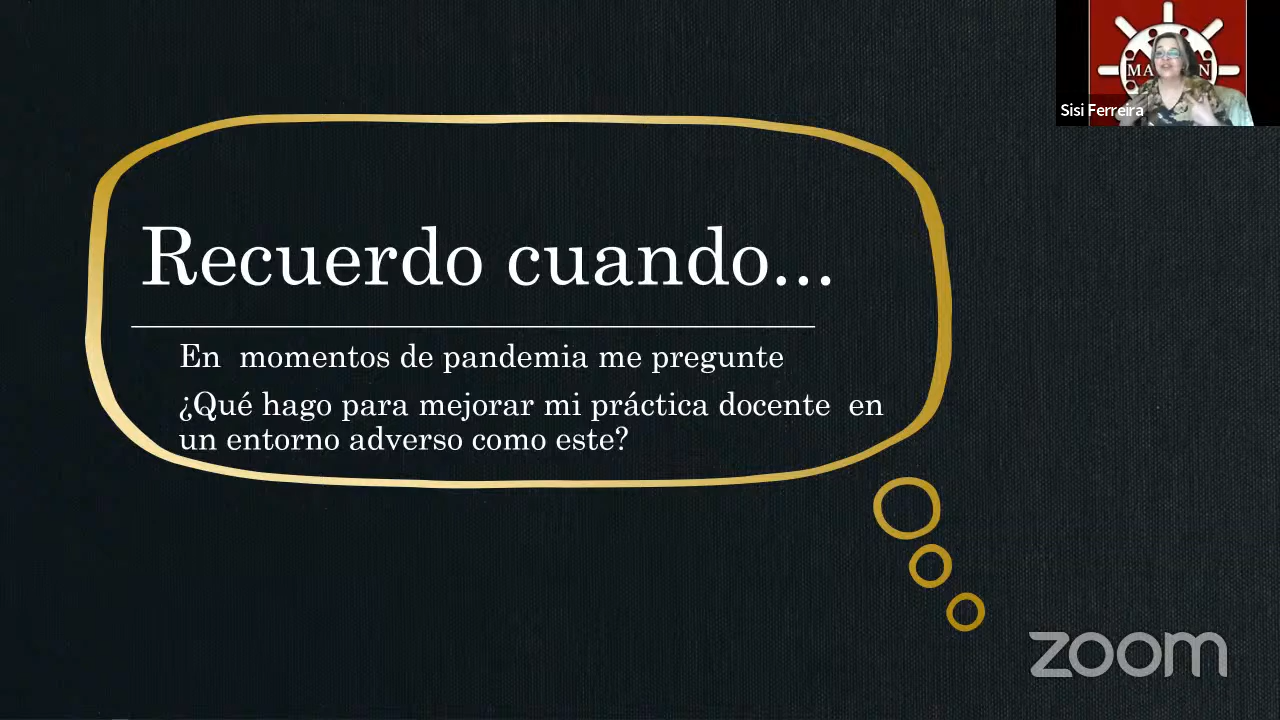 Recuerdo cuando...
En momentos de pandemia me pregunte
¿Qué hago para mejorar mi práctica docente en
un entorno adverso como este?
Sisi Ferreira
zoom